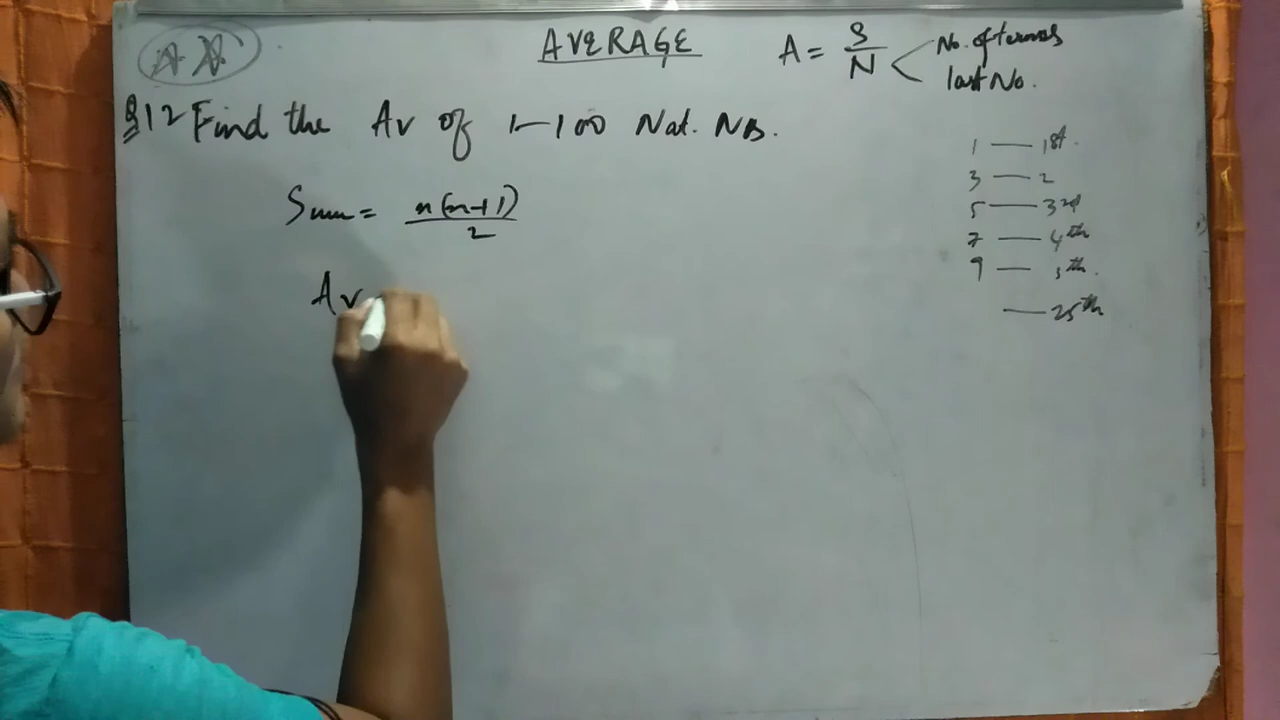 AVERAGE
A = S/N < No. of terms
last No.
Q12 Find the Av of 1-100 Nat. NB.
Sum = n(n+1)/2
Av
1 — 1st.
3 — 2
5 — 3rd
7 — 4th
9 — 5th.
— 25th